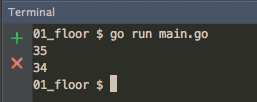 Terminal
01_floor $ go run main.go
35
34
01_floor $